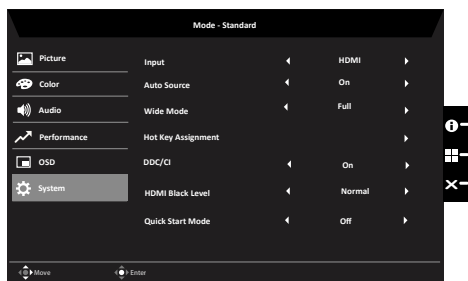 Mode - Standard
Picture
Color
Audio
Performance
OSD
System
Input HDMI
Auto Source On
Wide Mode Full
Hot Key Assignment
DDC/CI On
HDMI Black Level Normal
Quick Start Mode Off
Move Enter